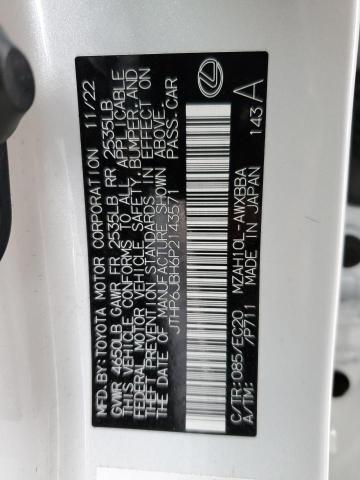 MFD. BY: TOYOTA MOTOR CORPORATION 11/22
GVWR 4650LB GAWR FR 2535LB RR 2535LB
THIS VEHICLE CONFORMS TO ALL APPLICABLE
FEDERAL MOTOR VEHICLE SAFETY, BUMPER, AND
THEFT PREVENTION STANDARDS IN EFFECT ON
THE DATE OF MANUFACTURE SHOWN ABOVE.
JTHP6JBH6P2143571 PASS. CAR
C/TR: 085/EC20 MZAH10L-AWXBBA
A/TM: -/P711 MADE IN JAPAN 143 A